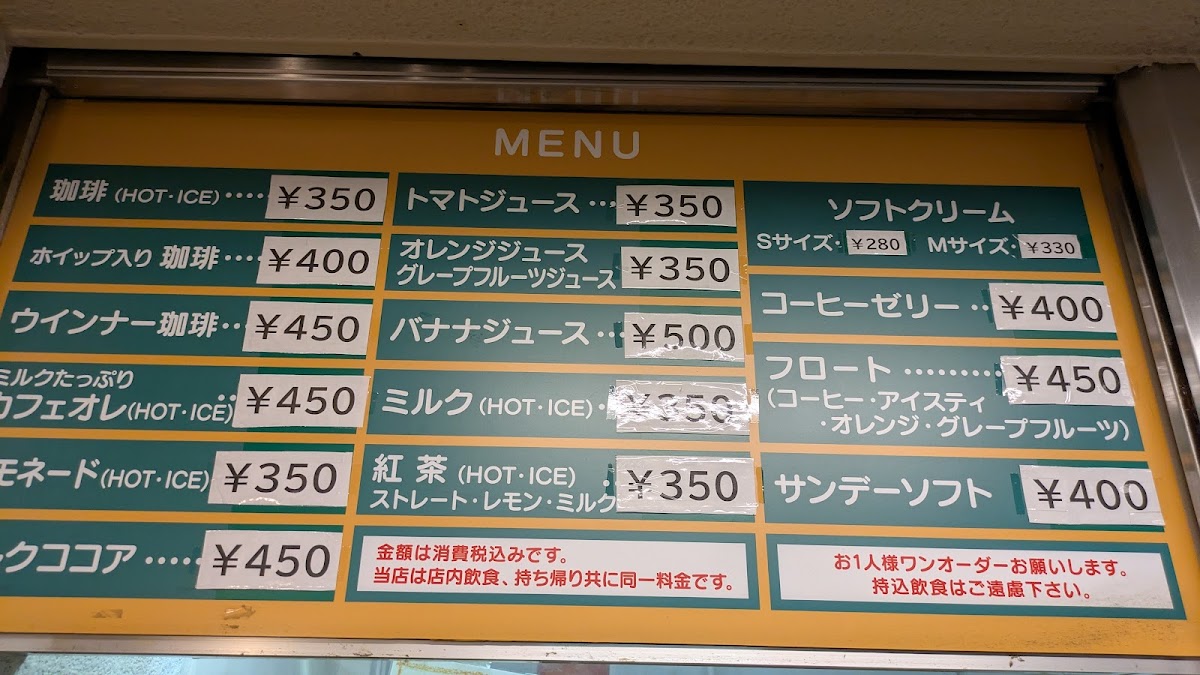 MENU
珈琲 (HOT・ICE)‥‥ ¥350
ホイップ入り 珈琲‥‥ ¥400
ウインナー珈琲‥ ¥450
ミルクたっぷり
カフェオレ(HOT・ICE)‥ ¥450
モネード(HOT・ICE) ¥350
クココア‥‥‥ ¥450
トマトジュース‥・ ¥350
オレンジジュース
グレープフルーツジュース ¥350
バナナジュース‥・ ¥500
ミルク (HOT・ICE)・ ¥350
紅茶 (HOT・ICE)・ ¥350
ストレート・レモン・ミルク
金額は消費税込みです。
当店は店内飲食、持ち帰り共に同一料金です。
ソフトクリーム
Sサイズ・ ¥280 Mサイズ・ ¥330
コーヒーゼリー‥ ¥400
フロート‥‥‥‥‥ ¥450
(コーヒー・アイスティ
・オレンジ・グレープフルーツ)
サンデーソフト ¥400
お1人様ワンオーダーお願いします。
持込飲食はご遠慮下さい。